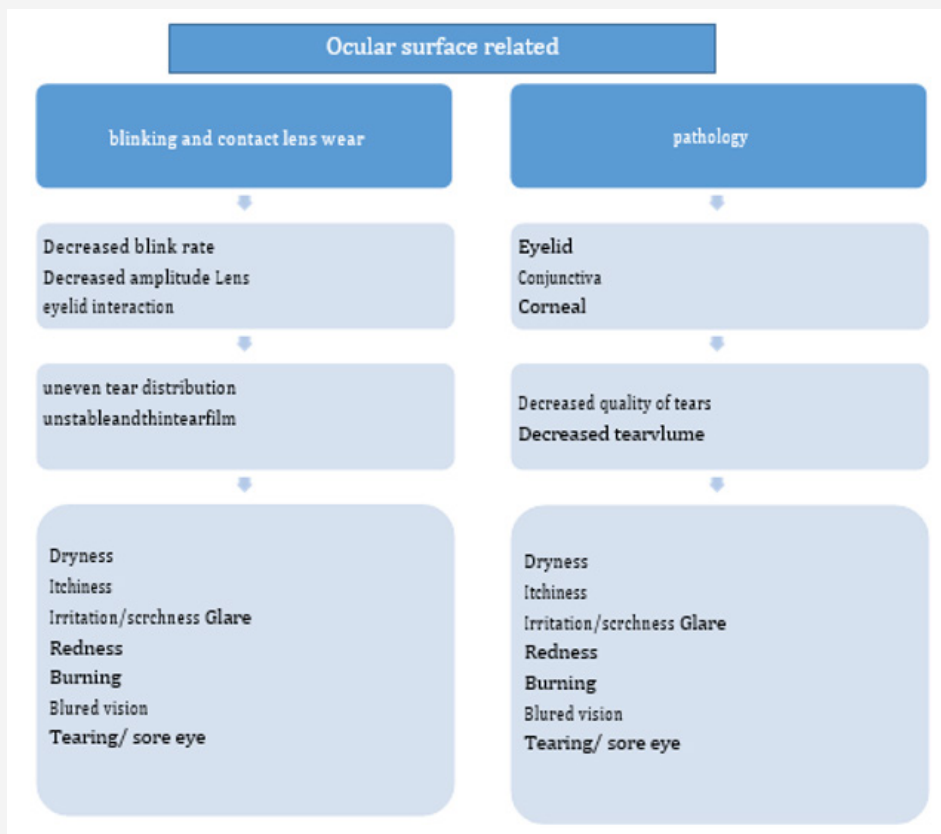 Ocular surface related
blinking and contact lens wear
Decreased blink rate
Decreased amplitude Lens
eyelid interaction
uneven tear distribution
unstableandthintearfilm
Dryness
Itchiness
Irritation/scrchness Glare
Redness
Burning
Blured vision
Tearing/ sore eye
pathology
Eyelid
Conjunctiva
Corneal
Decreased quality of tears
Decreased tearvlume
Dryness
Itchiness
Irritation/scrchness Glare
Redness
Burning
Blured vision
Tearing/ sore eye